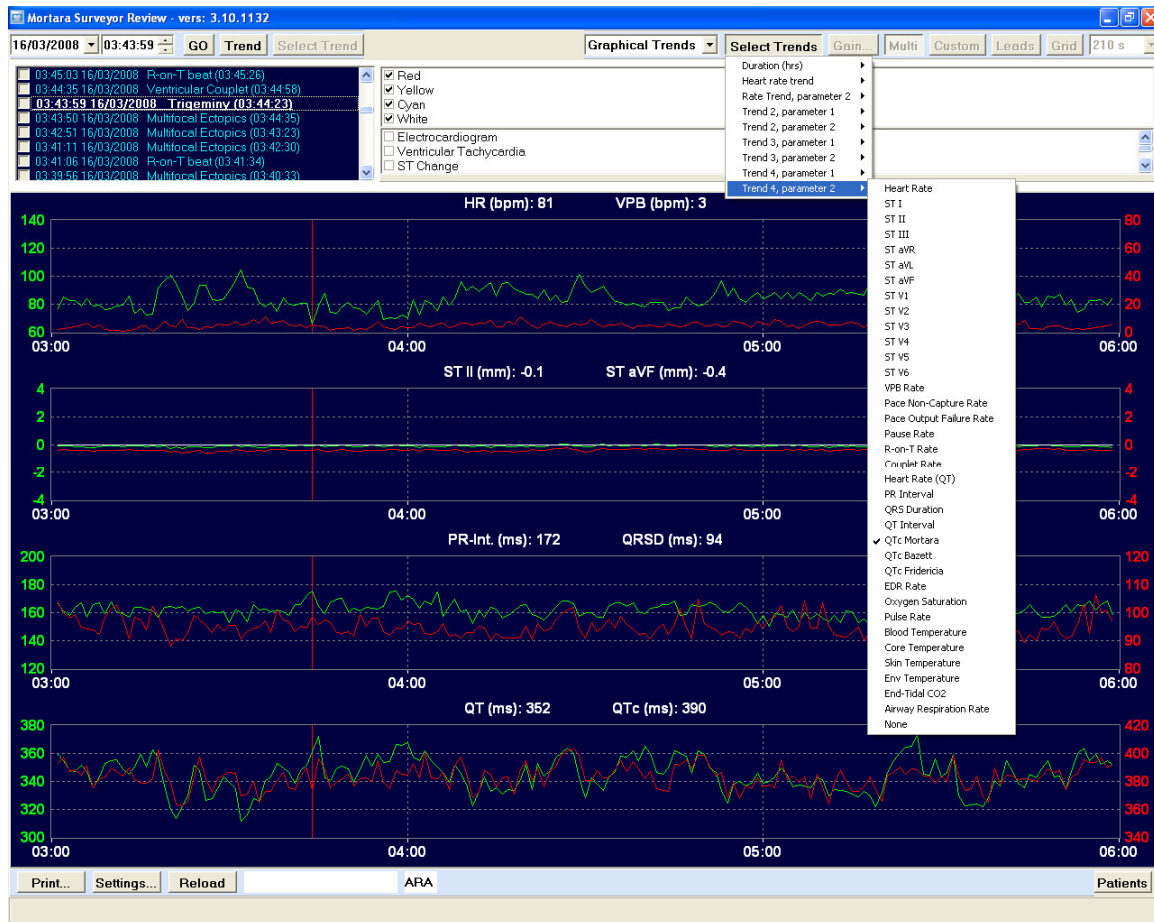 Mortara Surveyor Review - vers: 3.10.1132
16/03/2008 03:43:59 GO Trend Select Trend Graphical Trends Select Trends Gain... Multi Custom Leads Grid 210 s
03:45:03 16/03/2008 R-on-T beat (03:45:26)
03:44:35 16/03/2008 Ventricular Couplet (03:44:58)
03:43:59 16/03/2008 Trigeminy (03:44:23)
03:43:50 16/03/2008 Multifocal Ectopics (03:44:35)
03:42:51 16/03/2008 Multifocal Ectopics (03:43:23)
03:41:11 16/03/2008 Multifocal Ectopics (03:42:30)
03:41:06 16/03/2008 R-on-T beat (03:41:34)
03:39:56 16/03/2008 Multifocal Ectopics (03:40:33)
Red
Yellow
Cyan
White
Electrocardiogram
Ventricular Tachycardia
ST Change
Duration (hrs)
Heart rate trend
Rate Trend, parameter 2
Trend 2, parameter 1
Trend 2, parameter 2
Trend 3, parameter 1
Trend 3, parameter 2
Trend 4, parameter 1
Trend 4, parameter 2
Heart Rate
ST I
ST II
ST III
ST aVR
ST aVL
ST aVF
ST V1
ST V2
ST V3
ST V4
ST V5
ST V6
VPB Rate
Pace Non-Capture Rate
Pace Output Failure Rate
Pause Rate
R-on-T Rate
Couplet Rate
Heart Rate (QT)
PR Interval
QRS Duration
QT Interval
QTc Mortara
QTc Bazett
QTc Fridericia
EDR Rate
Oxygen Saturation
Pulse Rate
Blood Temperature
Core Temperature
Skin Temperature
Env Temperature
End-Tidal CO2
Airway Respiration Rate
None
HR (bpm): 81 VPB (bpm): 3
140 80
120 60
100 40
80 20
60 0
03:00 04:00 05:00 06:00
ST II (mm): -0.1 ST aVF (mm): -0.4
4 4
2 2
0 0
-2 -2
-4 -4
03:00 04:00 05:00 06:00
PR-Int. (ms): 172 QRSD (ms): 94
200 120
180 110
160 100
140 90
120 80
03:00 04:00 05:00 06:00
QT (ms): 352 QTc (ms): 390
380 420
360 400
340 380
320 360
300 340
03:00 04:00 05:00 06:00
Print... Settings... Reload ARA Patients